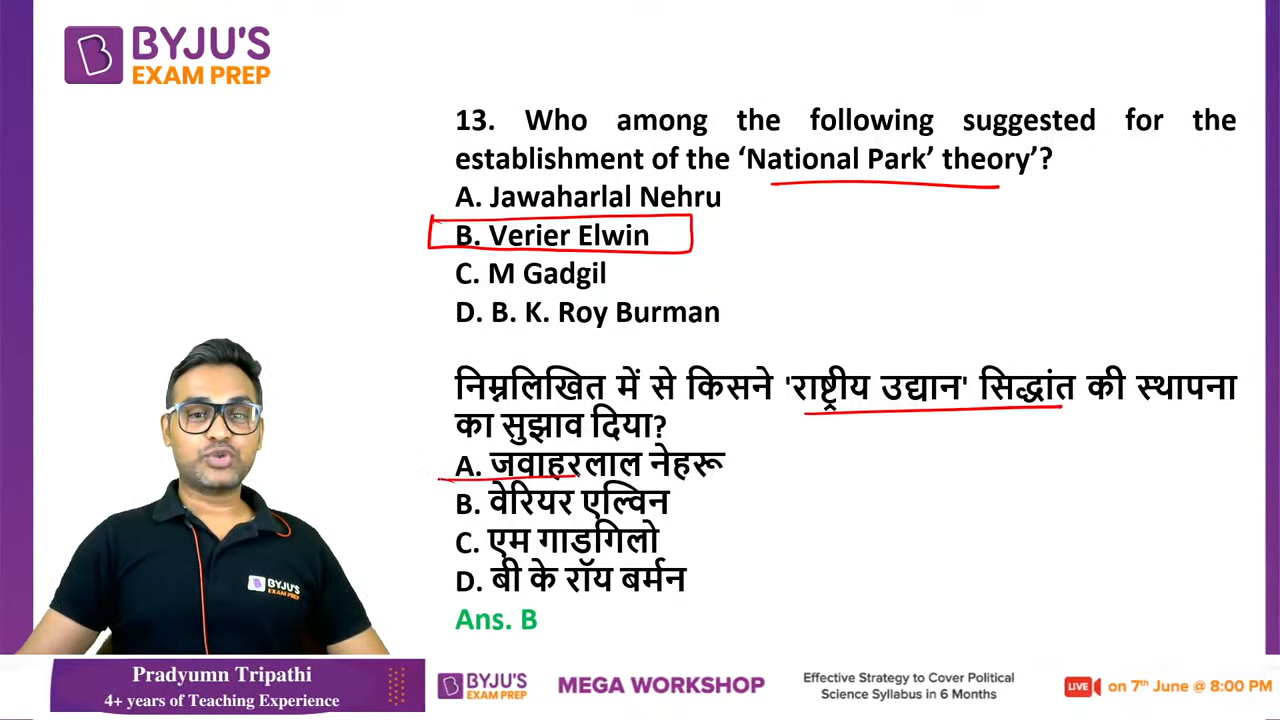 BYJU'S
EXAM PREP
13. Who among the following suggested for the
establishment of the ‘National Park’ theory’?
A. Jawaharlal Nehru
B. Verier Elwin
C. M Gadgil
D. B. K. Roy Burman
निम्नलिखित में से किसने 'राष्ट्रीय उद्यान' सिद्धांत की स्थापना
का सुझाव दिया?
A. जवाहरलाल नेहरू
B. वेरियर एल्विन
C. एम गाडगिलो
D. बी के रॉय बर्मन
Ans. B
BYJU'S
EXAM PREP
Pradyumn Tripathi
4+ years of Teaching Experience
BYJU'S
EXAM PREP
MEGA WORKSHOP
Effective Strategy to Cover Political
Science Syllabus in 6 Months
LIVE
on 7th June @ 8:00 PM